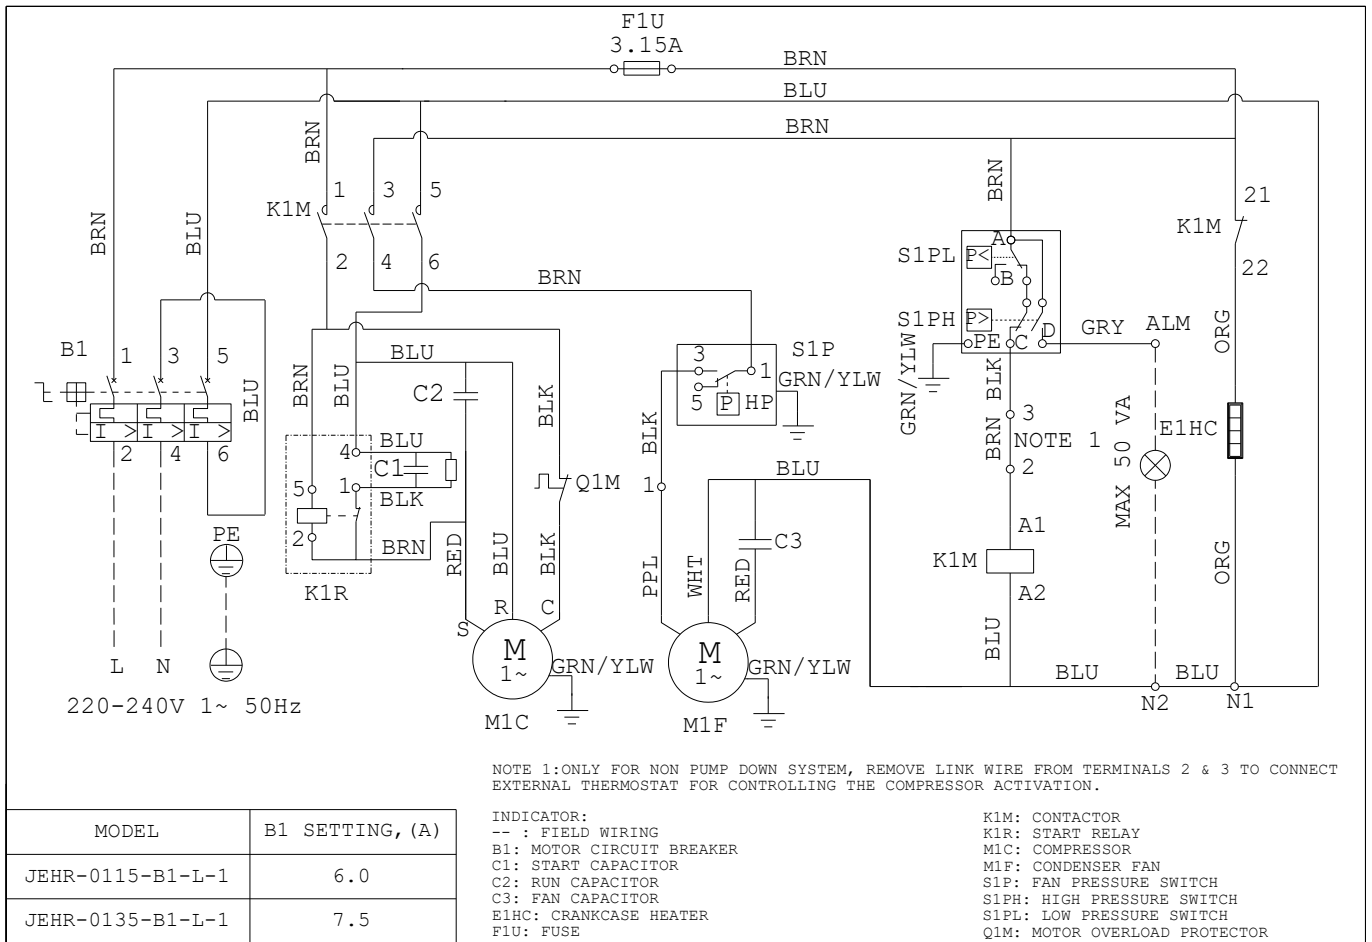 F1U
3.15A
BRN
BLU
BRN
BRN
BRN
BRN
BLU
1 3 5
K1M
2 4 6
BRN
21
K1M
22
A
S1PL P<
B
S1PH P>
PE C D
GRY ALM
ORG
B1 1 3 5
BLU
I > I > I >
2 4 6
BRN
BLU
BLU
C2
BLK
3 S1P
1
5 P HP
GRN/YLW
GRN/YLW
BLK
BLK
3
BRN NOTE 1
2
MAX 50 VA
E1HC
4 BLU
C1
5 1
BLK
2
BRN
K1R
Q1M
RED
BLU
BLK
1
BLU
PPL
WHT
RED
C3
A1
K1M
A2
BLU
ORG
PE
L N
220-240V 1~ 50Hz
S R C
M
1~
GRN/YLW
M1C
M
1~
GRN/YLW
M1F
BLU BLU
N2 N1
NOTE 1:ONLY FOR NON PUMP DOWN SYSTEM, REMOVE LINK WIRE FROM TERMINALS 2 & 3 TO CONNECT
EXTERNAL THERMOSTAT FOR CONTROLLING THE COMPRESSOR ACTIVATION.
MODEL B1 SETTING,(A)
JEHR-0115-B1-L-1 6.0
JEHR-0135-B1-L-1 7.5
INDICATOR:
-- : FIELD WIRING
B1: MOTOR CIRCUIT BREAKER
C1: START CAPACITOR
C2: RUN CAPACITOR
C3: FAN CAPACITOR
E1HC: CRANKCASE HEATER
F1U: FUSE
K1M: CONTACTOR
K1R: START RELAY
M1C: COMPRESSOR
M1F: CONDENSER FAN
S1P: FAN PRESSURE SWITCH
S1PH: HIGH PRESSURE SWITCH
S1PL: LOW PRESSURE SWITCH
Q1M: MOTOR OVERLOAD PROTECTOR